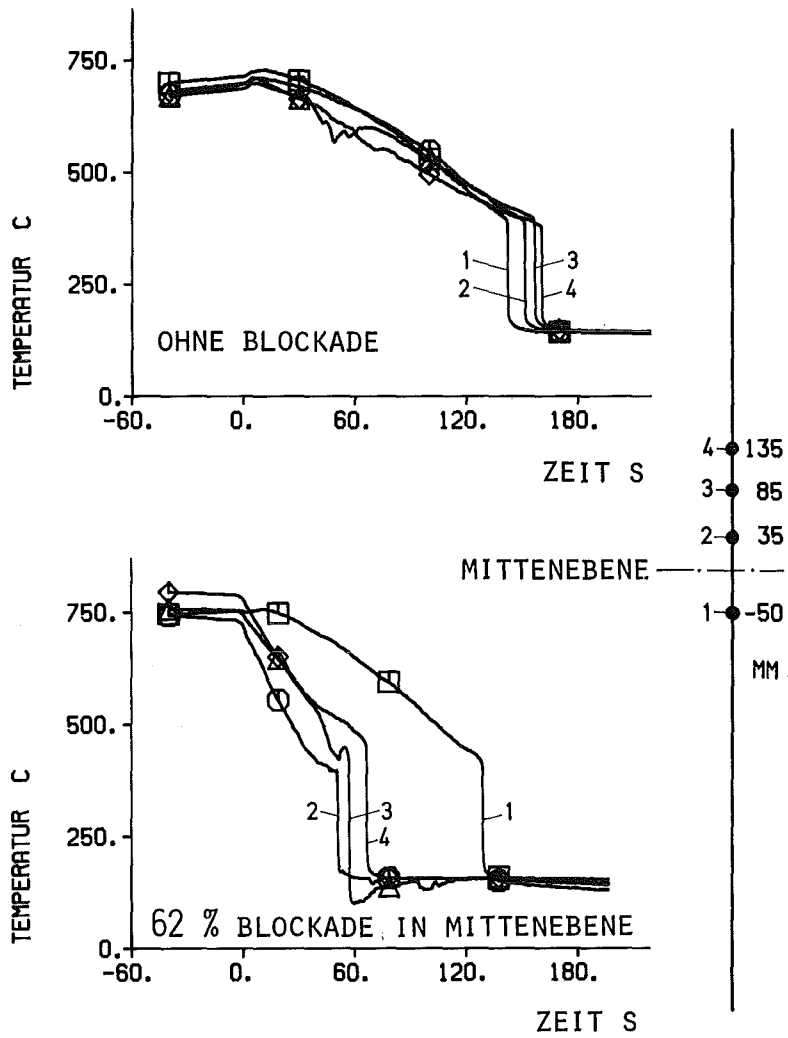 750.
500.
250.
0.
TEMPERATUR C
1
2
3
4
OHNE BLOCKADE
-60. 0. 60. 120. 180.
ZEIT S
4 135
3 85
2 35
MITTENEBENE
1 -50
MM
750.
500.
250.
0.
TEMPERATUR C
2
3
4
1
62 % BLOCKADE IN MITTENEBENE
-60. 0. 60. 120. 180.
ZEIT S